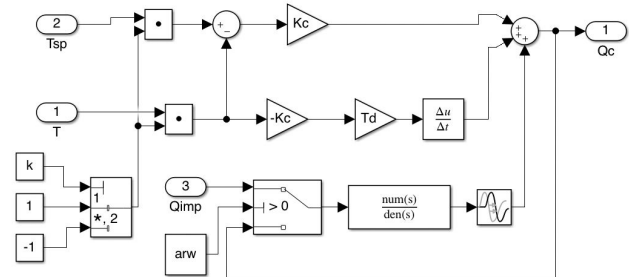 2
Tsp
+
−
Kc
+
+
+
1
Qc
1
T
-Kc
Td
Δu
Δt
k
1
-1
1
*, 2
3
Qimp
> 0
arw
num(s)
den(s)